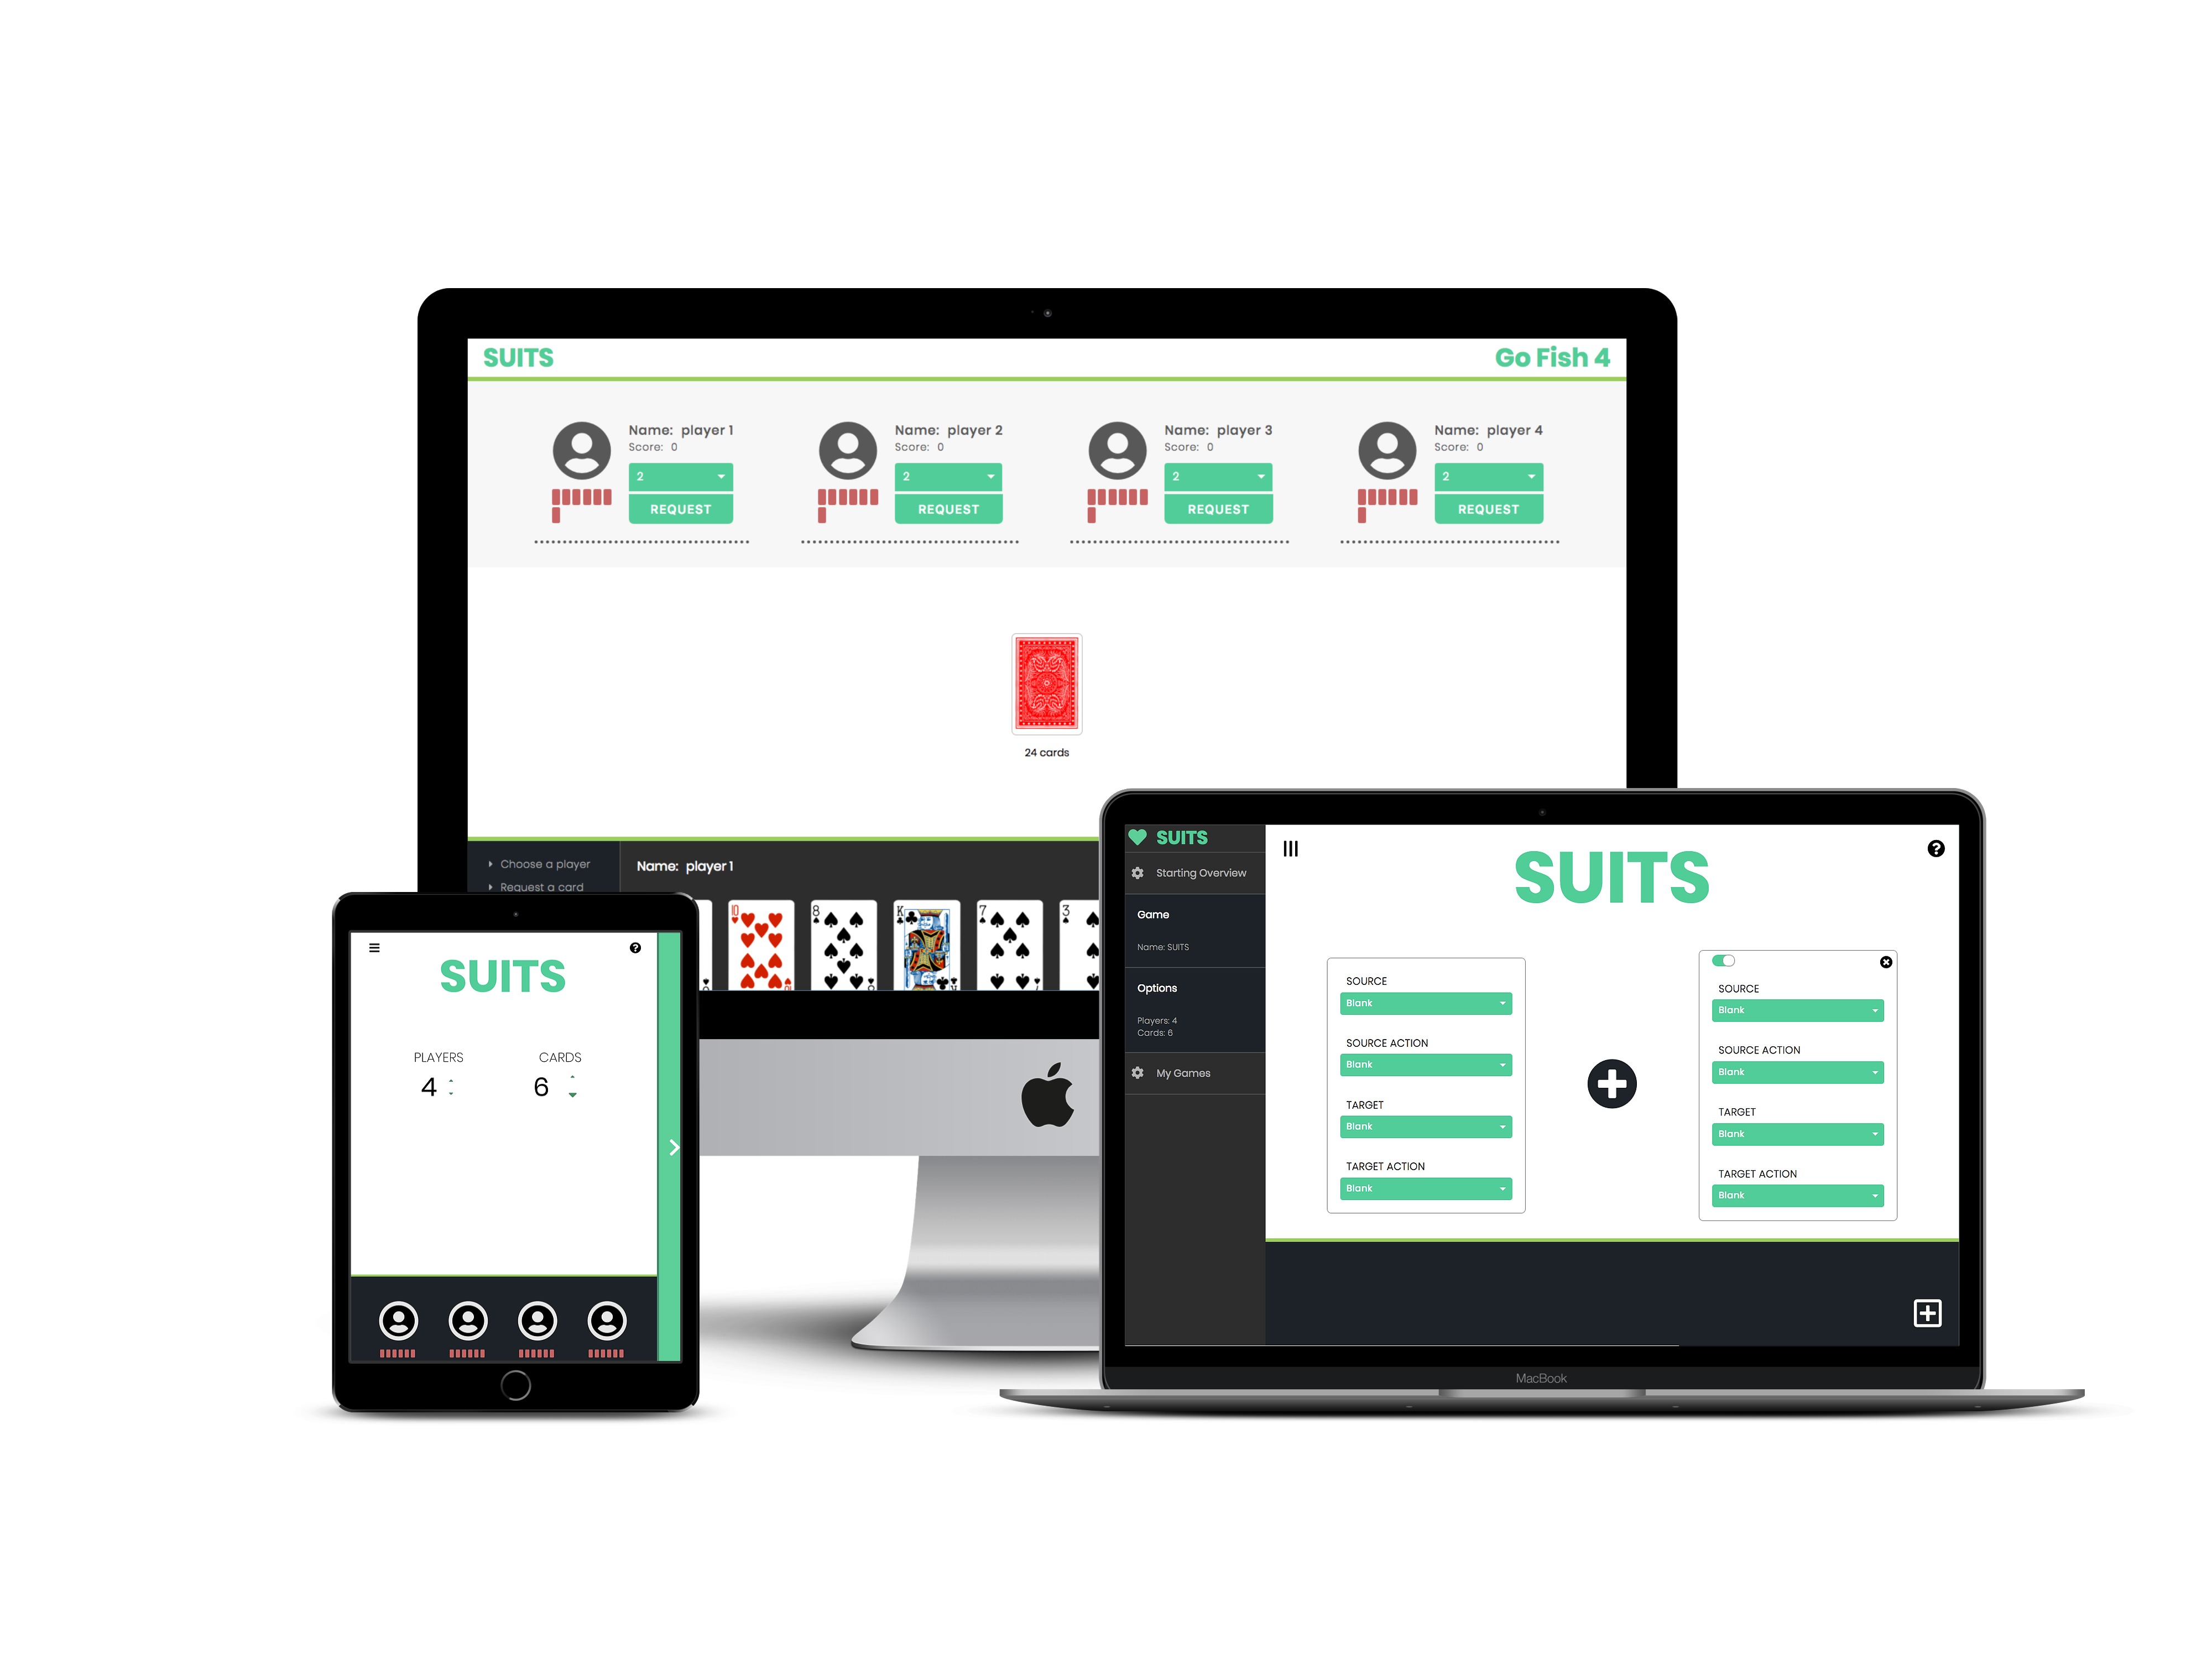 SUITS
Go Fish 4
Name: player 1
Score: 0
2
REQUEST
Name: player 2
Score: 0
2
REQUEST
Name: player 3
Score: 0
2
REQUEST
Name: player 4
Score: 0
2
REQUEST
24 cards
Choose a player
Request a card
Name: player 1
10
8
K
7
3
SUITS
PLAYERS
CARDS
4
6
SUITS
Starting Overview
Game
Name: SUITS
Options
Players: 4
Cards: 6
My Games
SUITS
SOURCE
Blank
SOURCE ACTION
Blank
TARGET
Blank
TARGET ACTION
Blank
SOURCE
Blank
SOURCE ACTION
Blank
TARGET
Blank
TARGET ACTION
Blank
MacBook